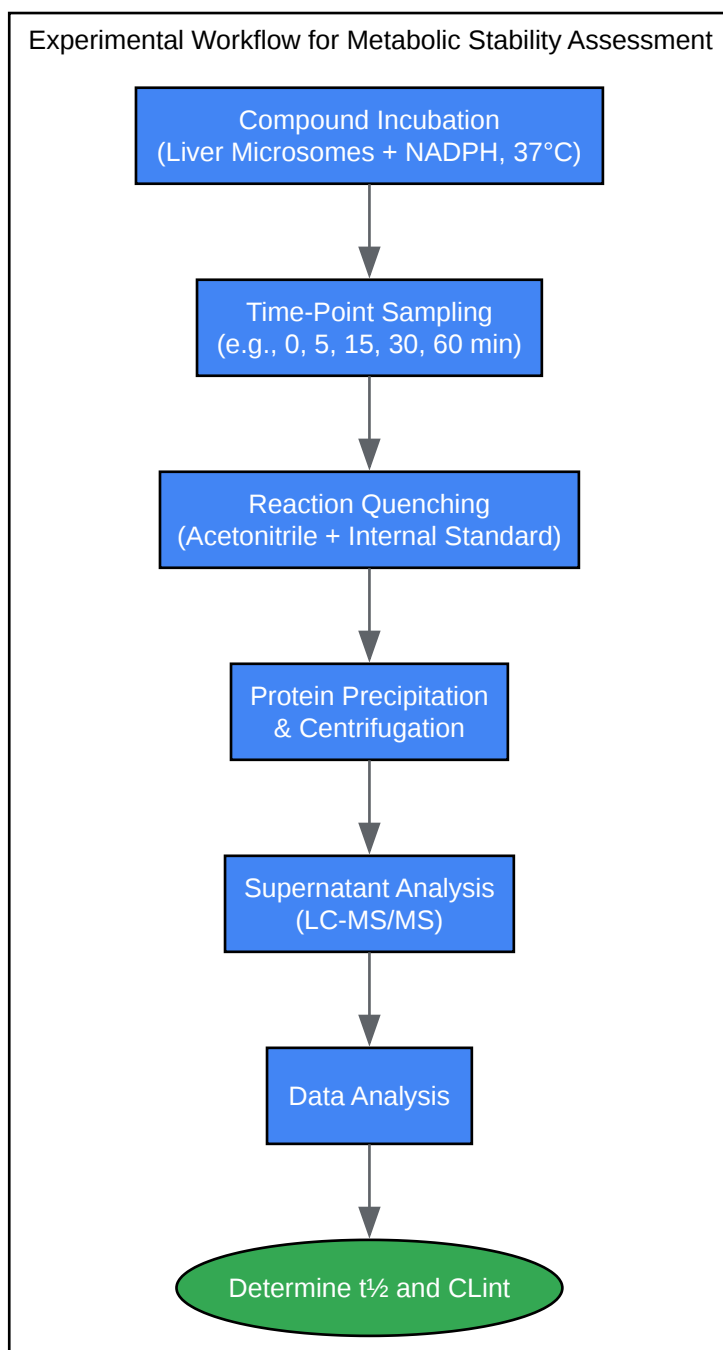 Experimental Workflow for Metabolic Stability Assessment
Compound Incubation
(Liver Microsomes + NADPH, 37°C)
Time-Point Sampling
(e.g., 0, 5, 15, 30, 60 min)
Reaction Quenching
(Acetonitrile + Internal Standard)
Protein Precipitation
& Centrifugation
Supernatant Analysis
(LC-MS/MS)
Data Analysis
Determine t½ and CLint